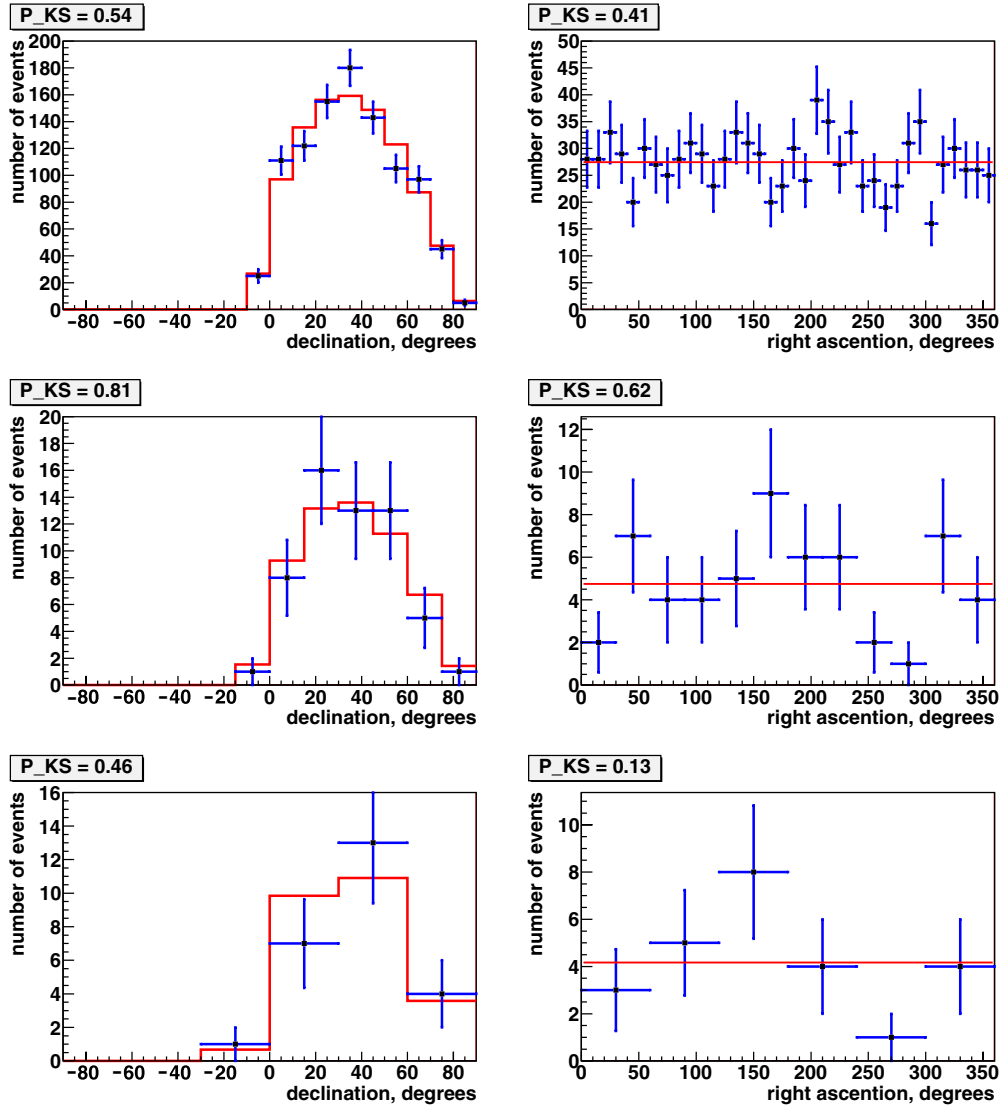 P_KS = 0.54
number of events
200
180
160
140
120
100
80
60
40
20
0
−80 −60 −40 −20 0 20 40 60 80
declination, degrees
P_KS = 0.41
number of events
50
45
40
35
30
25
20
15
10
5
0
0 50 100 150 200 250 300 350
right ascention, degrees
P_KS = 0.81
number of events
20
18
16
14
12
10
8
6
4
2
0
−80 −60 −40 −20 0 20 40 60 80
declination, degrees
P_KS = 0.62
number of events
12
10
8
6
4
2
0
0 50 100 150 200 250 300 350
right ascention, degrees
P_KS = 0.46
number of events
16
14
12
10
8
6
4
2
0
−80 −60 −40 −20 0 20 40 60 80
declination, degrees
P_KS = 0.13
number of events
10
8
6
4
2
0
0 50 100 150 200 250 300 350
right ascention, degrees